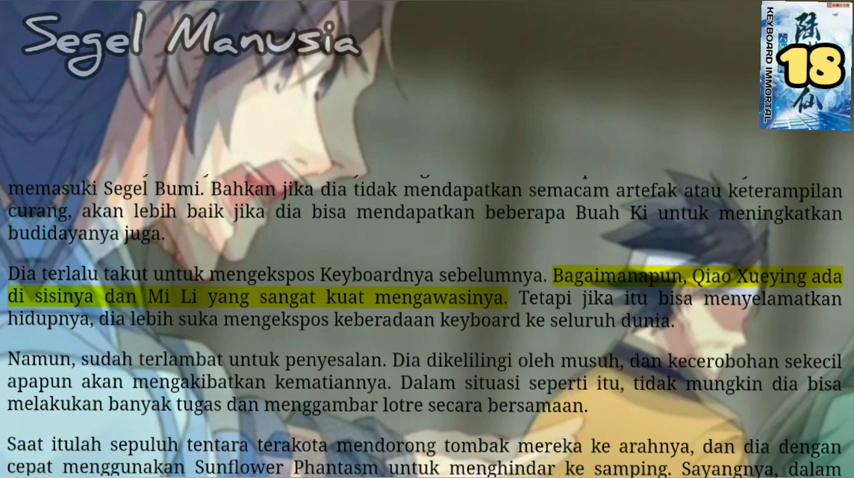 Segel Manusia
KEYBOARD IMMORTAL
18
memasuki Segel Bumi. Bahkan jika dia tidak mendapatkan semacam artefak atau keterampilan
curang, akan lebih baik jika dia bisa mendapatkan beberapa Buah Ki untuk meningkatkan
budidayanya juga.
Dia terlalu takut untuk mengekspos Keyboardnya sebelumnya. Bagaimanapun, Qiao Xueying ada
di sisinya dan Mi Li yang sangat kuat mengawasinya. Tetapi jika itu bisa menyelamatkan
hidupnya, dia lebih suka mengekspos keberadaan keyboard ke seluruh dunia.
Namun, sudah terlambat untuk penyesalan. Dia dikelilingi oleh musuh, dan kecerobohan sekecil
apapun akan mengakibatkan kematiannya. Dalam situasi seperti itu, tidak mungkin dia bisa
melakukan banyak tugas dan menggambar lotre secara bersamaan.
Saat itulah sepuluh tentara terakota mendorong tombak mereka ke arahnya, dan dia dengan
cepat menggunakan Sunflower Phantasm untuk menghindar ke samping. Sayangnya, dalam